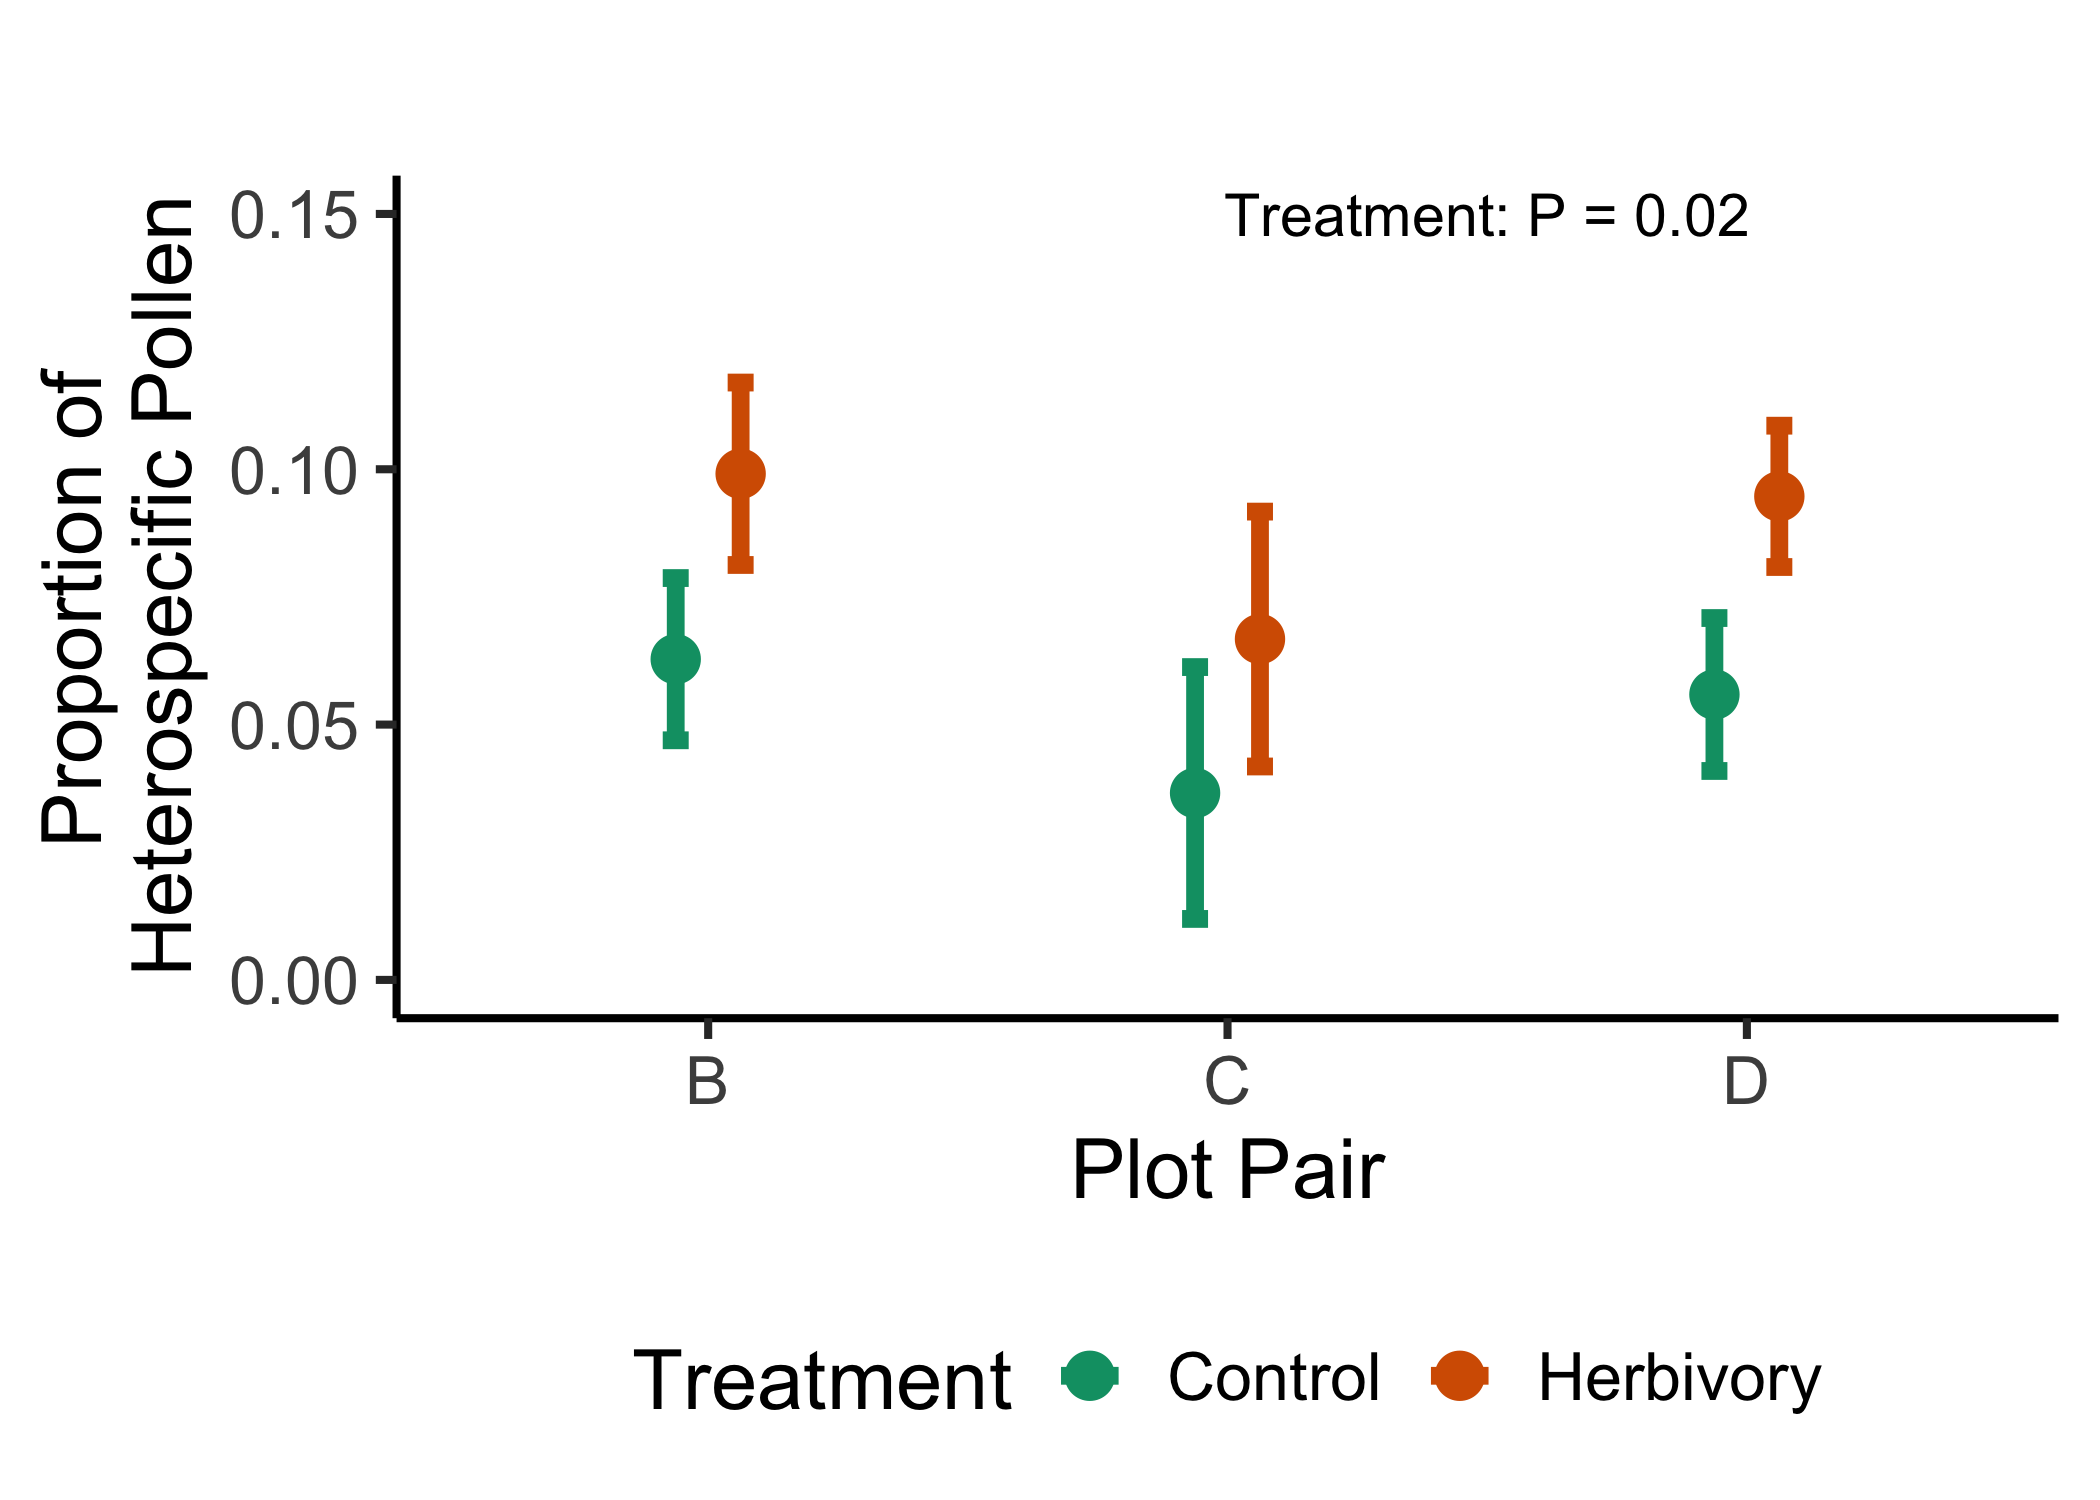 Proportion of
Heterospecific Pollen
0.15
0.10
0.05
0.00
Treatment: P = 0.02
B C D
Plot Pair
Treatment Control Herbivory